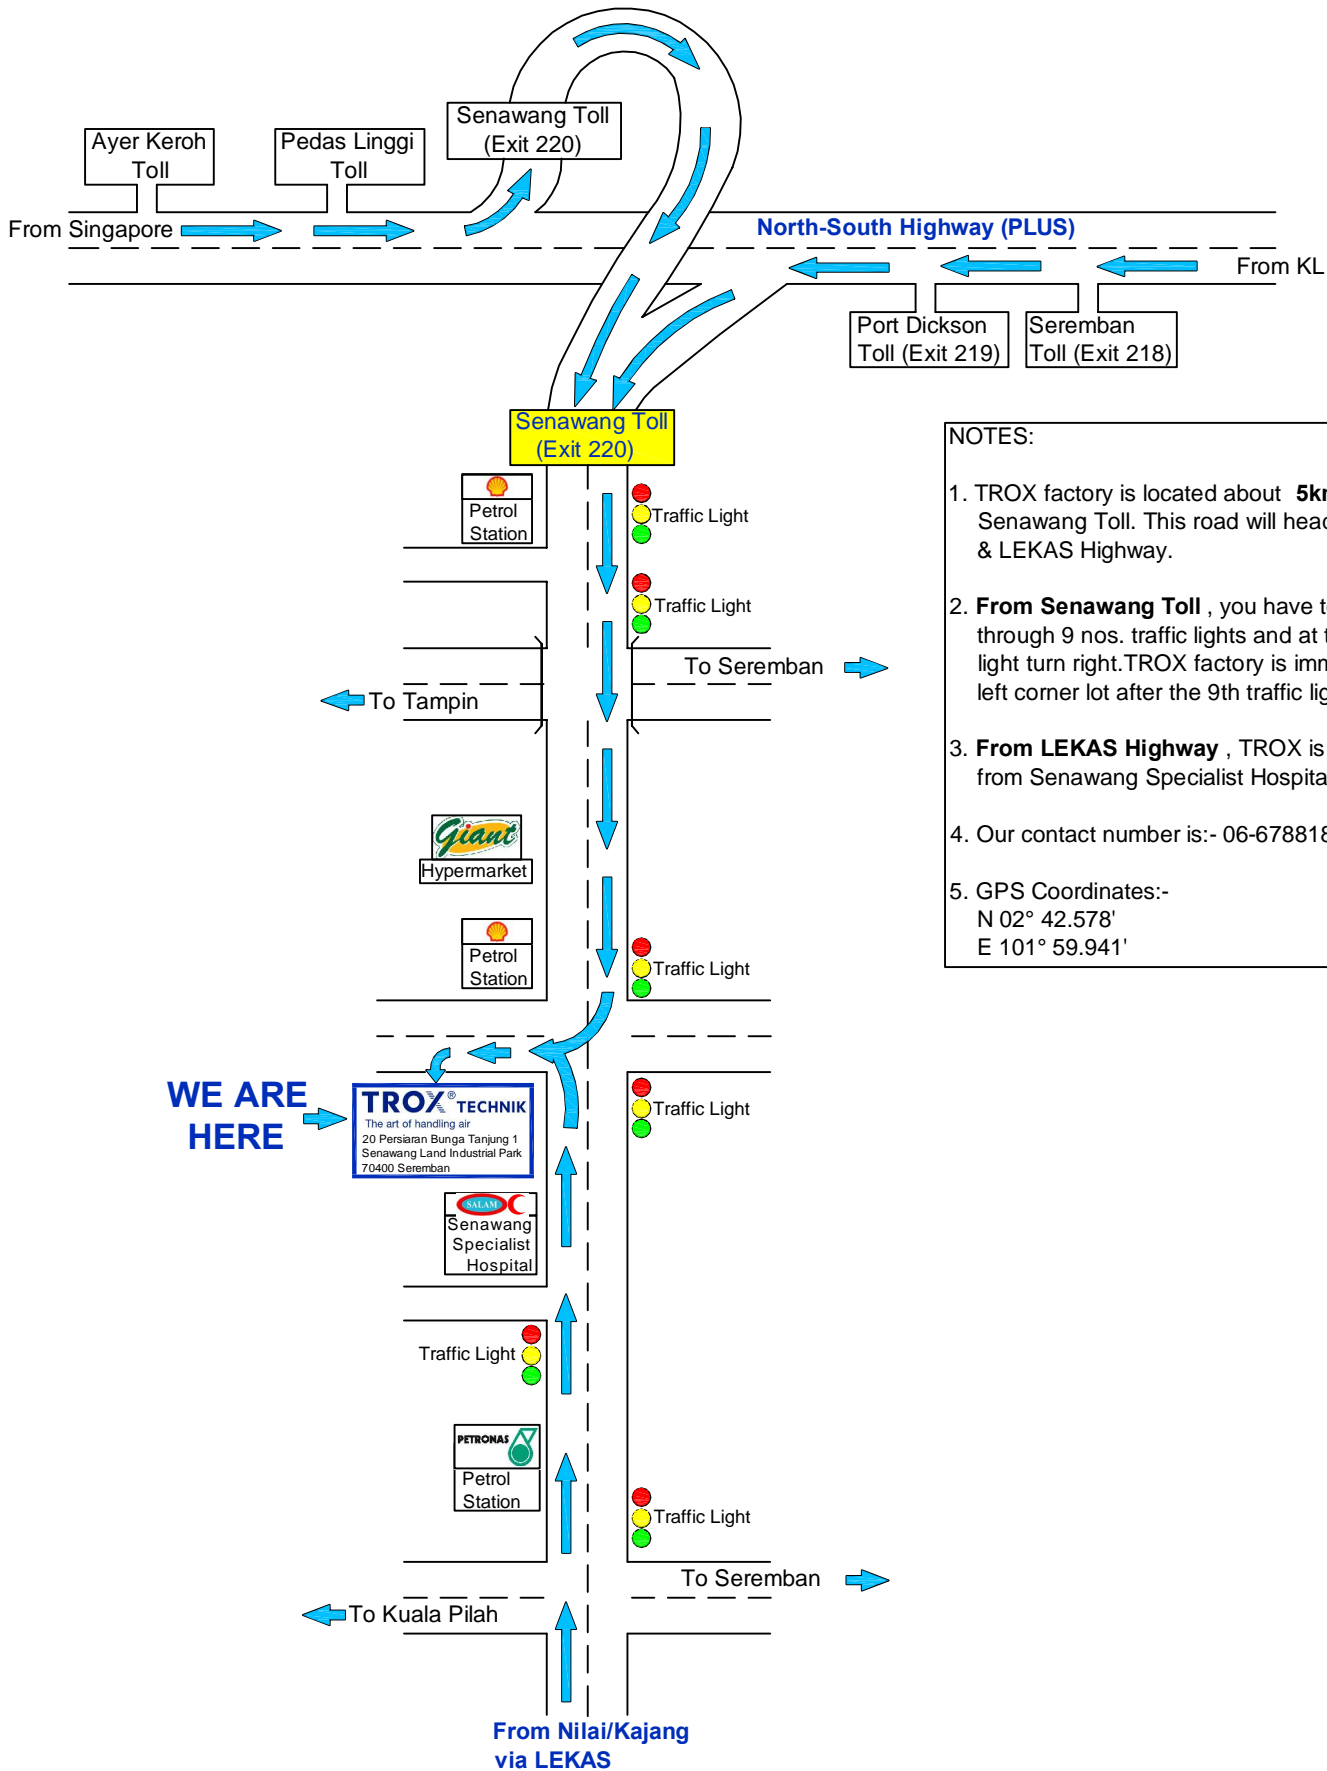 Senawang Toll
(Exit 220)
Ayer Keroh
Toll
Pedas Linggi
Toll
From Singapore
North-South Highway (PLUS)
From KL
Port Dickson
Toll (Exit 219)
Seremban
Toll (Exit 218)
Senawang Toll
(Exit 220)
NOTES:
1. TROX factory is located about 5km
Senawang Toll. This road will head
& LEKAS Highway.
2. From Senawang Toll , you have to
through 9 nos. traffic lights and at
light turn right.TROX factory is
left corner lot after the 9th traffic
3. From LEKAS Highway , TROX is
from Senawang Specialist
4. Our contact number is:- 06-678818
5. GPS Coordinates:-
N 02° 42.578'
E 101° 59.941'
Petrol
Station
Traffic Light
Traffic Light
To Seremban
To Tampin
Giant
Hypermarket
Petrol
Station
Traffic Light
WE ARE
HERE
TROX® TECHNIK
The art of handling air
20 Persiaran Bunga Tanjung 1
Senawang Land Industrial Park
70400 Seremban
Traffic Light
SALAM
Senawang
Specialist
Hospital
Traffic Light
PETRONAS
Petrol
Station
Traffic Light
To Seremban
To Kuala Pilah
From Nilai/Kajang
via LEKAS